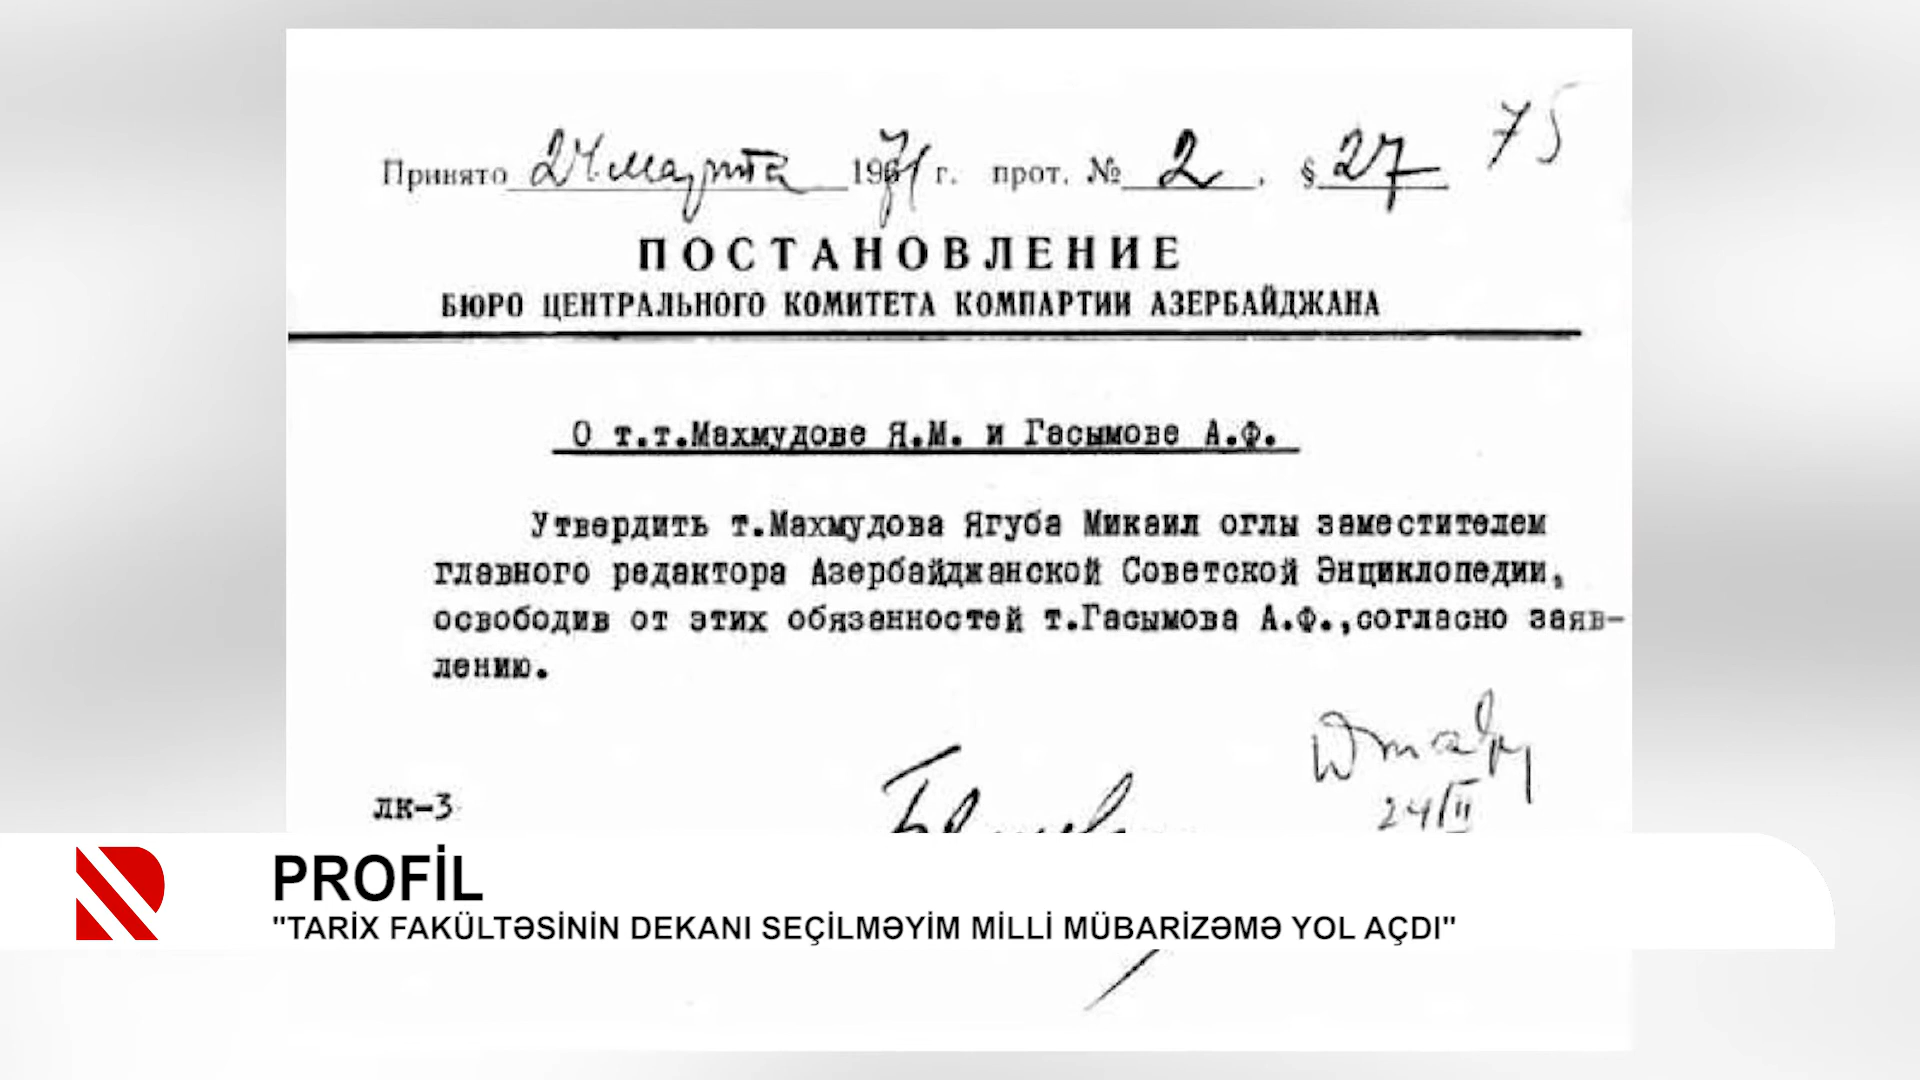 75
Принято 24 марта 1971 г. прот. № 2. § 27
ПОСТАНОВЛЕНИЕ
БЮРО ЦЕНТРАЛЬНОГО КОМИТЕТА КОМПАРТИИ АЗЕРБАЙДЖАНА
О т.т.Махмудове Я.М. и Гасымове А.Ф.
Утвердить т.Махмудова Ягуба Микаил оглы заместителем
главного редактора Азербайджанской Советской Энциклопедии,
освободив от этих обязанностей т.Гасымова А.Ф.,согласно заяв-
лению.
24/II
лк-3
PROFİL
"TARİX FAKÜLTƏSİNİN DEKANI SEÇİLMƏYİM MİLLİ MÜBARİZƏMƏ YOL AÇDI"